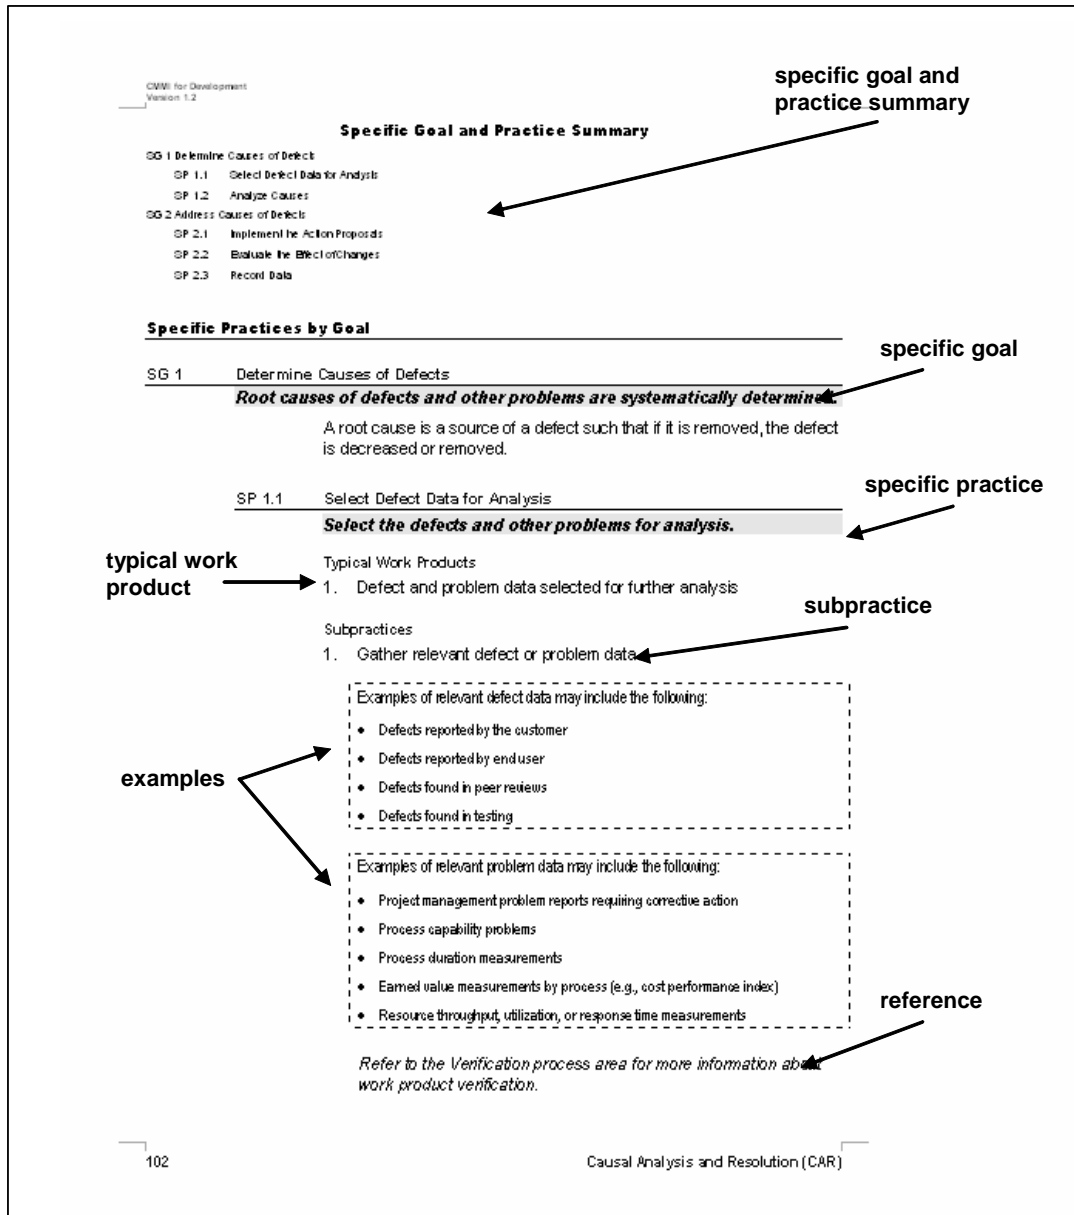 CMMI for Development
Version 1.2
specific goal and
practice summary
Specific Goal and Practice Summary
SG 1 Determine Causes of Defects
SP 1.1 Select Defect Data for Analysis
SP 1.2 Analyze Causes
SG 2 Address Causes of Defects
SP 2.1 Implement the Action Proposals
SP 2.2 Evaluate the Effect of Changes
SP 2.3 Record Data
Specific Practices by Goal
specific goal
SG 1 Determine Causes of Defects
Root causes of defects and other problems are systematically determined.
A root cause is a source of a defect such that if it is removed, the defect
is decreased or removed.
specific practice
SP 1.1 Select Defect Data for Analysis
Select the defects and other problems for analysis.
typical work
product
Typical Work Products
1. Defect and problem data selected for further analysis
subpractice
Subpractices
1. Gather relevant defect or problem data
Examples of relevant defect data may include the following:
• Defects reported by the customer
• Defects reported by end user
• Defects found in peer reviews
• Defects found in testing
examples
Examples of relevant problem data may include the following:
• Project management problem reports requiring corrective action
• Process capability problems
• Process duration measurements
• Earned value measurements by process (e.g., cost performance index)
• Resource throughput, utilization, or response time measurements
reference
Refer to the Verification process area for more information about
work product verification.
102 Causal Analysis and Resolution (CAR)